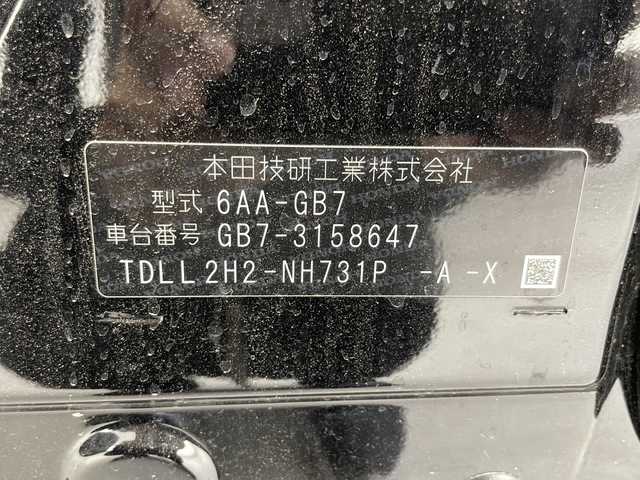 本田技研工業株式会社
型式 6AA-GB7
車台番号 GB7-3158647
TDLL2H2-NH731P -A -X